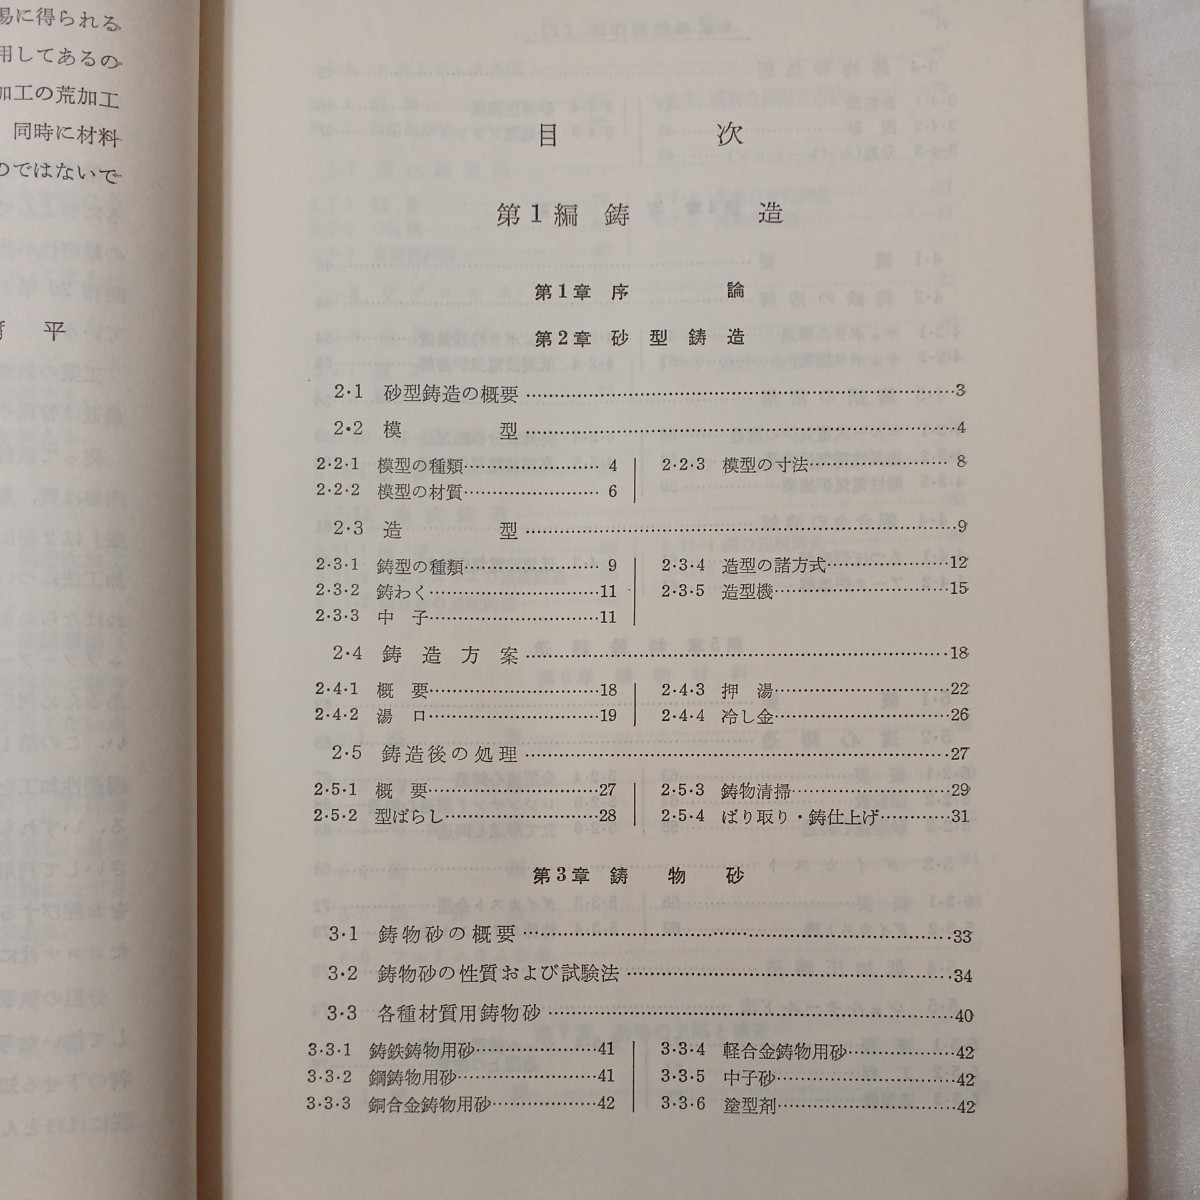 易に得られる
用してあるの
加工の荒加工
同時に材料
のではないで
平
目 次
第1編 鋳 造
第1章 序 論
第2章 砂型鋳造
2・1 砂型鋳造の概要……3
2・2 模 型……4
2・2・1 模型の種類……4
2・2・2 模型の材質……6
2・2・3 模型の寸法……8
2・3 造 型……9
2・3・1 鋳型の種類……9
2・3・2 鋳わく……11
2・3・3 中 子……11
2・3・4 造型の諸方式……12
2・3・5 造型機……15
2・4 鋳造方案……18
2・4・1 概 要……18
2・4・2 湯 口……19
2・4・3 押 湯……22
2・4・4 冷し金……26
2・5 鋳造後の処理……27
2・5・1 概 要……27
2・5・2 型ばらし……28
2・5・3 鋳物清掃……29
2・5・4 ばり取り・鋳仕上げ……31
第3章 鋳物砂
3・1 鋳物砂の概要……33
3・2 鋳物砂の性質および試験法……34
3・3 各種材質用鋳物砂……40
3・3・1 鋳鉄鋳物用砂……41
3・3・2 鋼鋳物用砂……41
3・3・3 銅合金鋳物用砂……42
3・3・4 軽合金鋳物用砂……42
3・3・5 中子砂……42
3・3・6 塗型剤……42